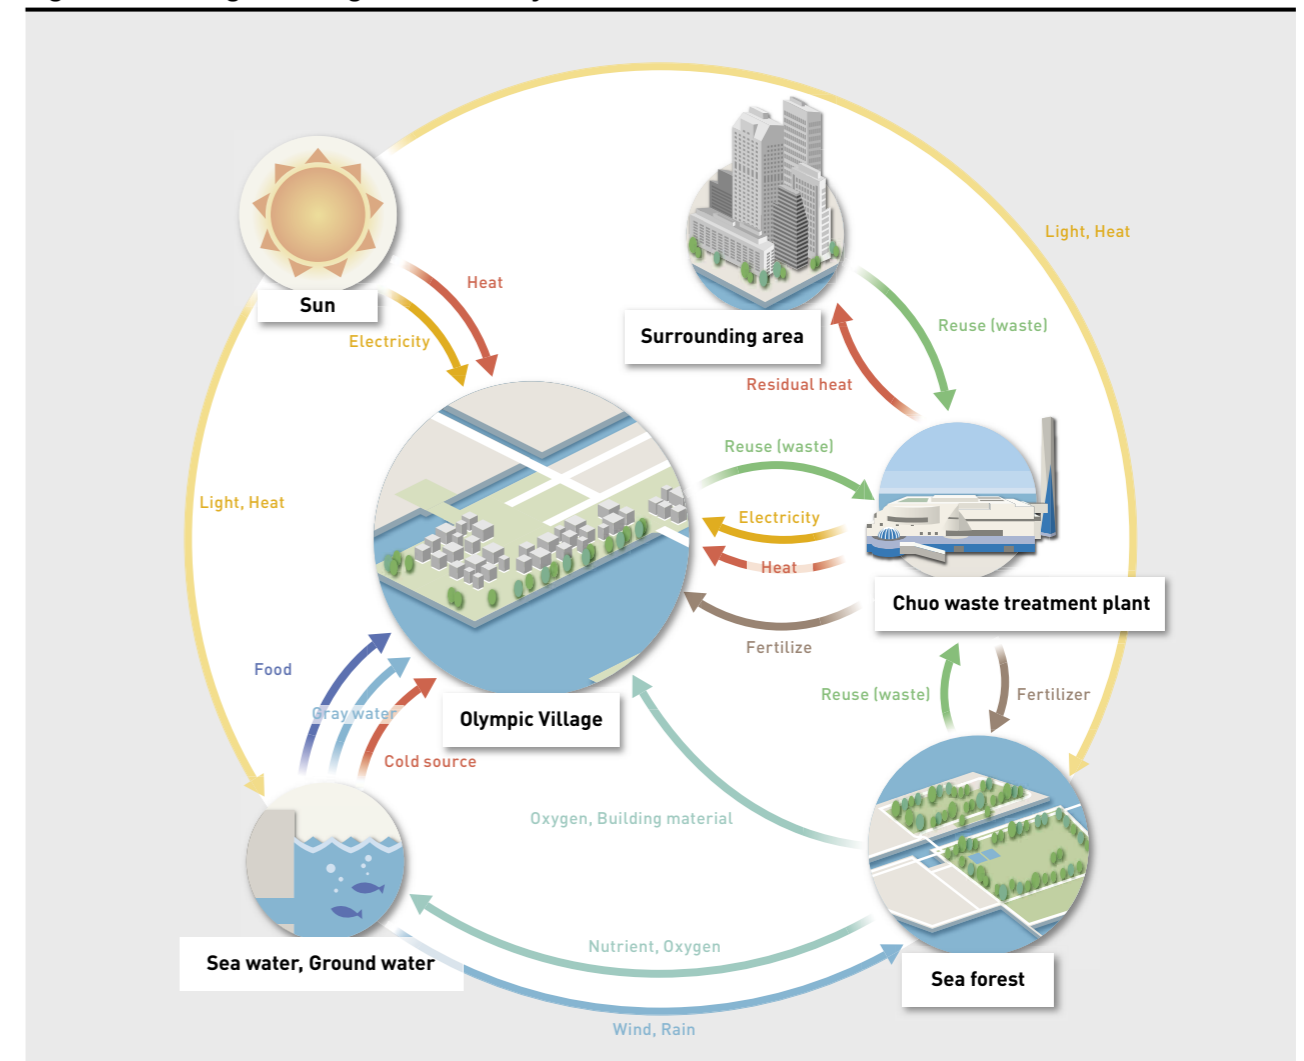 Light, Heat
Heat
Sun
Electricity
Surrounding area
Reuse (waste)
Residual heat
Reuse (waste)
Light, Heat
Electricity
Heat
Chuo waste treatment plant
Fertilize
Food
Reuse (waste)
Fertilizer
Gray water
Olympic Village
Cold source
Oxygen, Building material
Nutrient, Oxygen
Sea water, Ground water
Sea forest
Wind, Rain